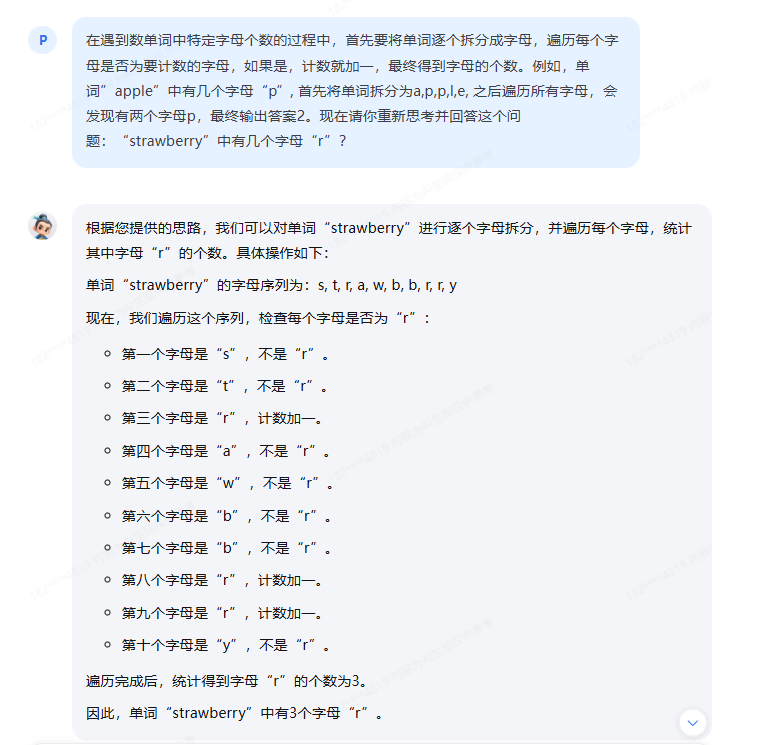 P
在遇到数单词中特定字母个数的过程中，首先要将单词逐个拆分成字母，遍历每个字
母是否为要计数的字母，如果是，计数就加一，最终得到字母的个数。例如，单
词”apple”中有几个字母“p”, 首先将单词拆分为a,p,p,l,e, 之后遍历所有字母，会
发现有两个字母p，最终输出答案2。现在请你重新思考并回答这个问
题：“strawberry”中有几个字母“r”？
根据您提供的思路，我们可以对单词“strawberry”进行逐个字母拆分，并遍历每个字母，统计
其中字母“r”的个数。具体操作如下：
单词“strawberry”的字母序列为：s, t, r, a, w, b, b, r, r, y
现在，我们遍历这个序列，检查每个字母是否为“r”：
第一个字母是“s”，不是“r”。
第二个字母是“t”，不是“r”。
第三个字母是“r”，计数加一。
第四个字母是“a”，不是“r”。
第五个字母是“w”，不是“r”。
第六个字母是“b”，不是“r”。
第七个字母是“b”，不是“r”。
第八个字母是“r”，计数加一。
第九个字母是“r”，计数加一。
第十个字母是“y”，不是“r”。
遍历完成后，统计得到字母“r”的个数为3。
因此，单词“strawberry”中有3个字母“r”。